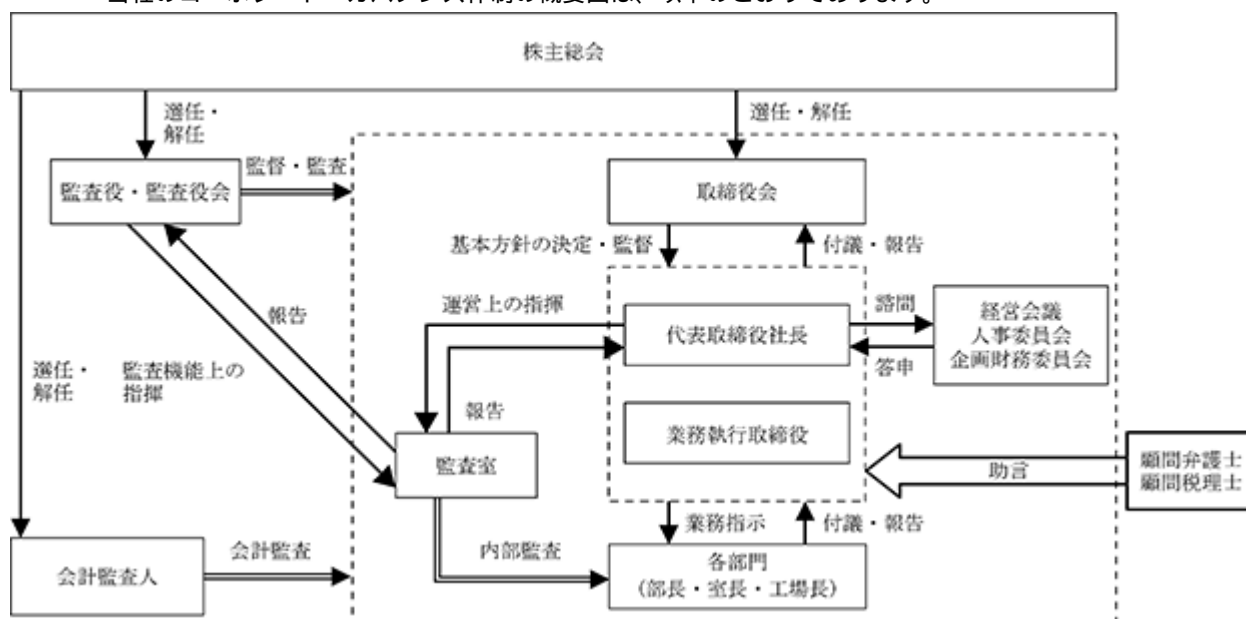 当社のコーポレート・ガバナンス体制の概要図は、以下のとおりであります。
株主総会
選任・
解任
選任・解任
監査役・監査役会
監督・監査
取締役会
基本方針の決定・監督
付議・報告
運営上の指揮
報告
代表取締役社長
諮問
答申
経営会議
人事委員会
企画財務委員会
選任・
解任
監査機能上の
指揮
報告
業務執行取締役
監査室
助言
顧問弁護士
顧問税理士
業務指示
付議・報告
会計監査人
会計監査
内部監査
各部門
(部長・室長・工場長)